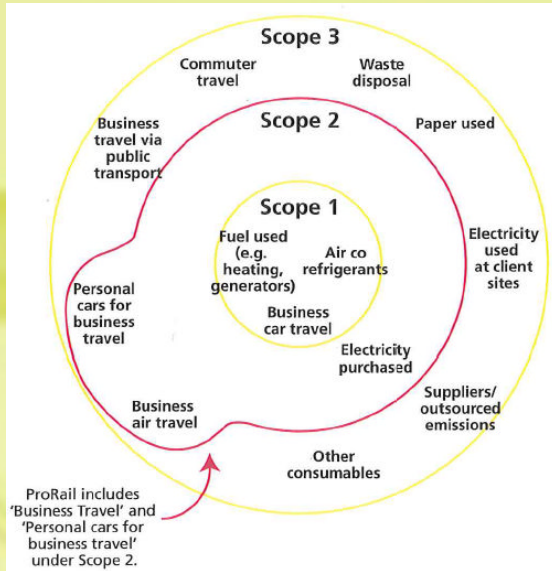 Scope 3
Commuter
travel
Waste
disposal
Business
travel via
public
transport
Scope 2
Paper used
Scope 1
Fuel used
(e.g.
heating,
generators)
Air co
refrigerants
Business
car travel
Electricity
used
at client
sites
Personal
cars for
business
travel
Electricity
purchased
Business
air travel
Suppliers/
outsourced
emissions
Other
consumables
ProRail includes
‘Business Travel’ and
‘Personal cars for
business travel’
under Scope 2.